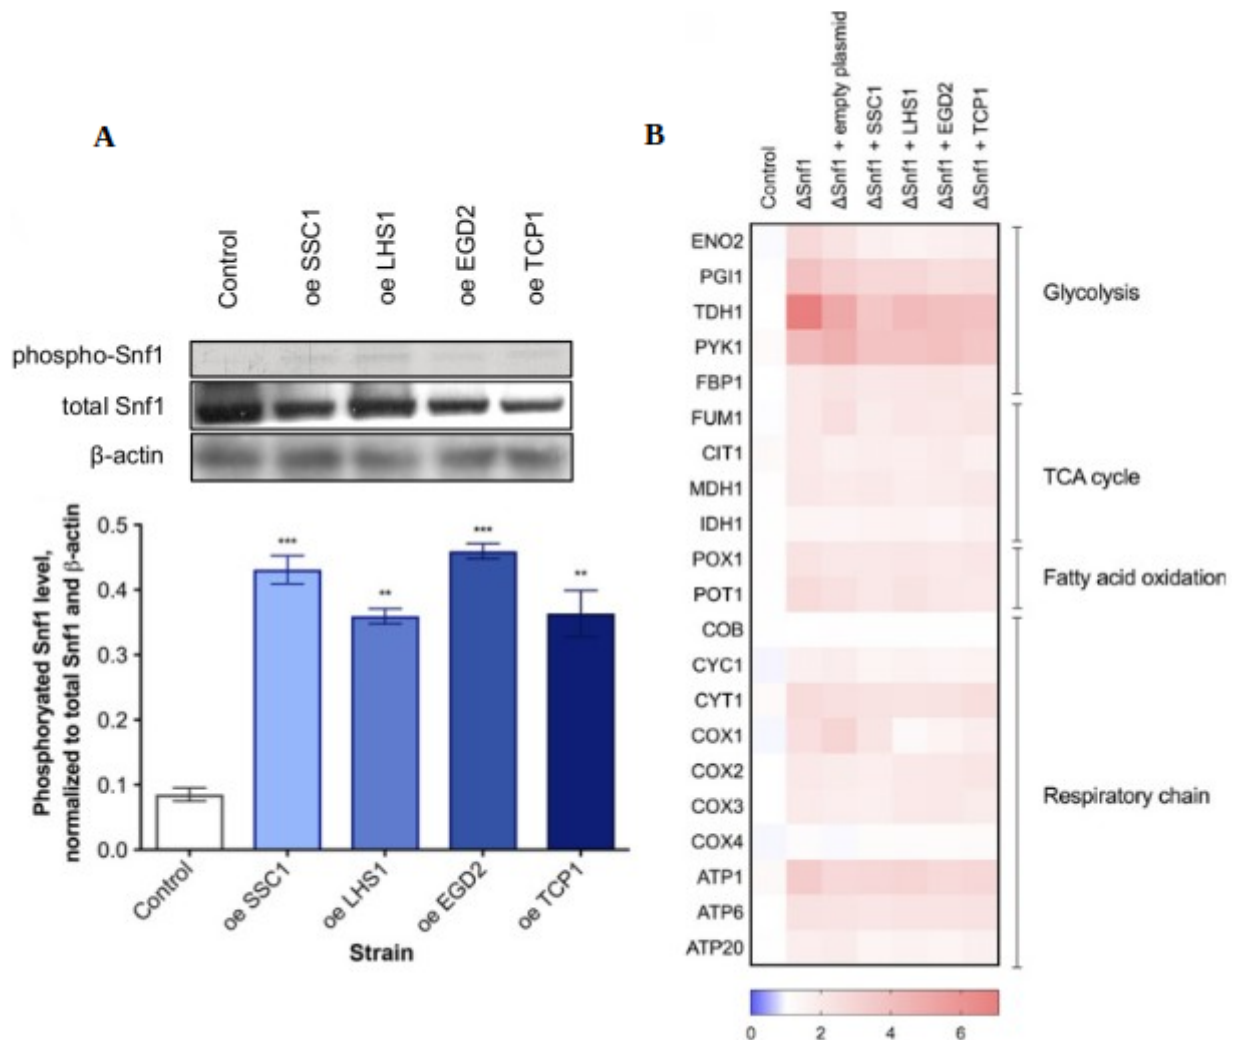 A
Control
oe SSC1
oe LHS1
oe EGD2
oe TCP1
phospho-Snf1
total Snf1
β-actin
Phosphoryated Snf1 level,
normalized to total Snf1 and β-actin
0.5
0.4
0.3
0.2
0.1
0.0
***
**
***
**
Control
oe SSC1
oe LHS1
oe EGD2
oe TCP1
Strain
B
Control
ΔSnf1
ΔSnf1 + empty plasmid
ΔSnf1 + SSC1
ΔSnf1 + LHS1
ΔSnf1 + EGD2
ΔSnf1 + TCP1
ENO2
PGI1
TDH1
PYK1
FBP1
FUM1
CIT1
MDH1
IDH1
POX1
POT1
COB
CYC1
CYT1
COX1
COX2
COX3
COX4
ATP1
ATP6
ATP20
Glycolysis
TCA cycle
Fatty acid oxidation
Respiratory chain
0 2 4 6